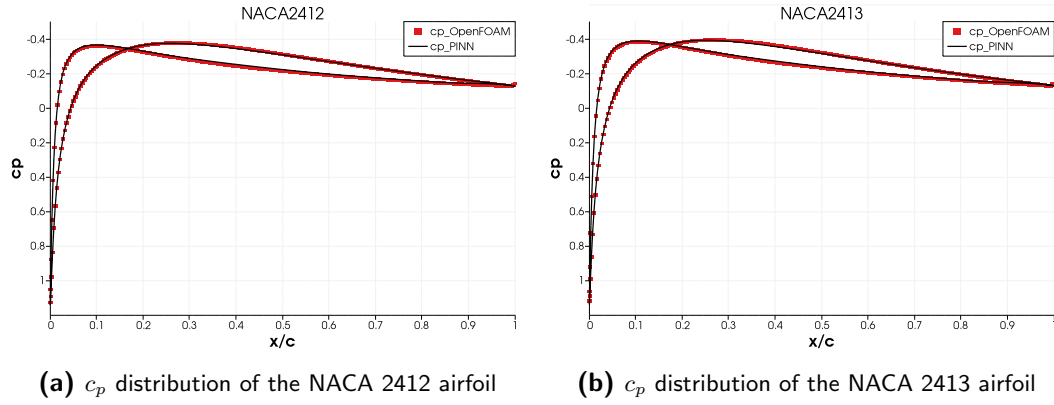 NACA2412
cp_OpenFOAM
cp_PINN
-0.4
-0.2
0
0.2
0.4
0.6
0.8
1
cp
0 0.1 0.2 0.3 0.4 0.5 0.6 0.7 0.8 0.9 1
x/c
(a) cp distribution of the NACA 2412 airfoil
NACA2413
cp_OpenFOAM
cp_PINN
-0.4
-0.2
0
0.2
0.4
0.6
0.8
1
cp
0 0.1 0.2 0.3 0.4 0.5 0.6 0.7 0.8 0.9 1
x/c
(b) cp distribution of the NACA 2413 airfoil